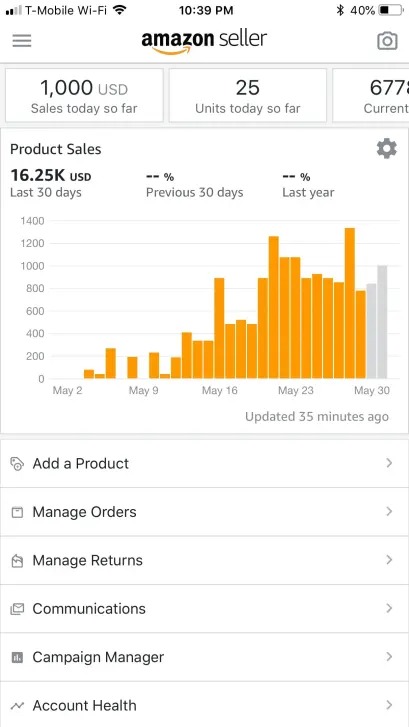 T-Mobile Wi-Fi 10:39 PM 40%
amazon seller
1,000 USD 25 677
Sales today so far Units today so far Current
Product Sales
16.25K USD -- % -- %
Last 30 days Previous 30 days Last year
1400
1200
1000
800
600
400
200
0
May 2 May 9 May 16 May 23 May 30
Updated 35 minutes ago
Add a Product
Manage Orders
Manage Returns
Communications
Campaign Manager
Account Health